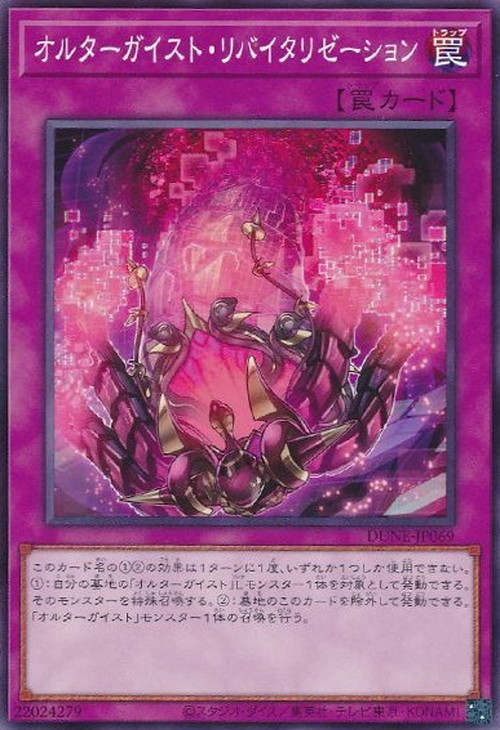 オルターガイスト・リバイタリゼーション
トラップ
罠
【罠カード】
DUNE-JP069
このカード名の①②の効果は1ターンに1度、いずれか1つしか使用できない。
①：自分の墓地の「オルターガイスト」モンスター1体を対象として発動できる。
そのモンスターを特殊召喚する。②：墓地のこのカードを除外して発動できる。
「オルターガイスト」モンスター1体の召喚を行う。
22024279
©スタジオ・ダイス／集英社・テレビ東京・KONAMI